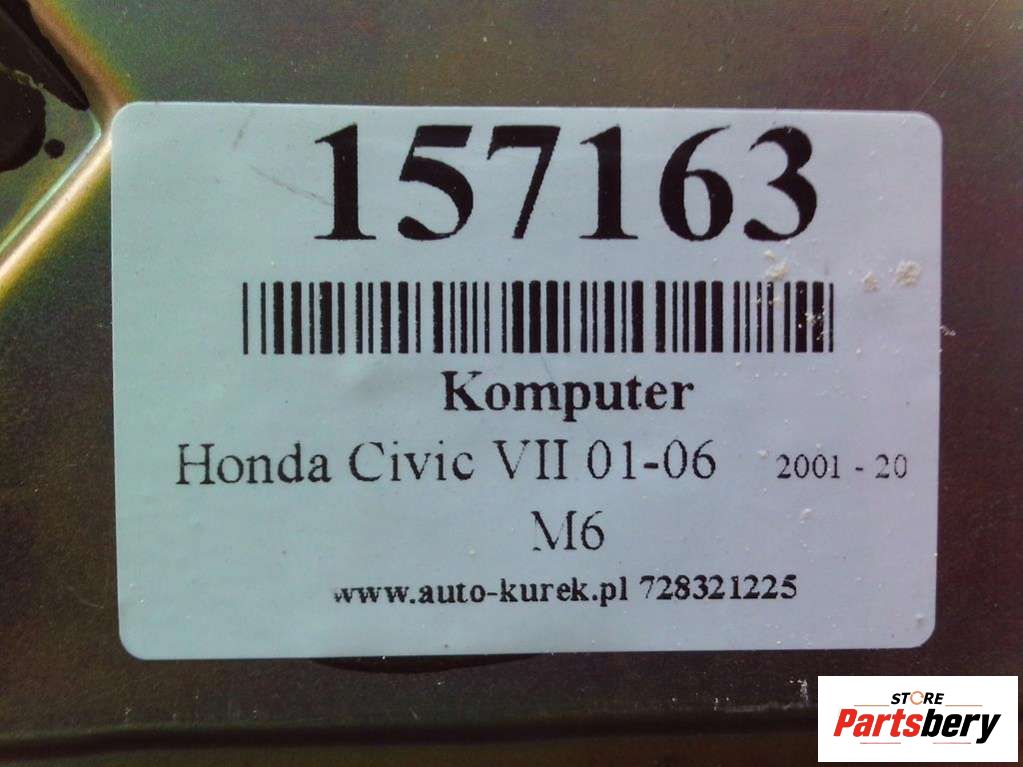 157163
Komputer
Honda Civic VII 01-06 2001 - 20
M6
www.auto-kurek.pl 728321225
STORE
Partsbery